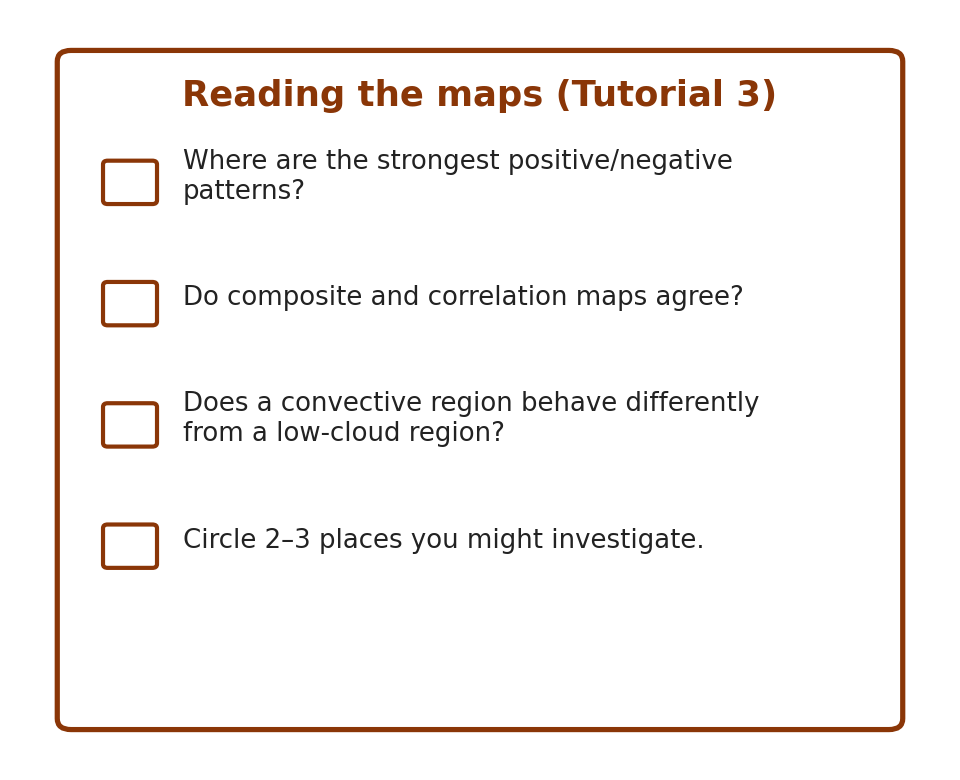 Reading the maps (Tutorial 3)
Where are the strongest positive/negative
patterns?
Do composite and correlation maps agree?
Does a convective region behave differently
from a low-cloud region?
Circle 2–3 places you might investigate.